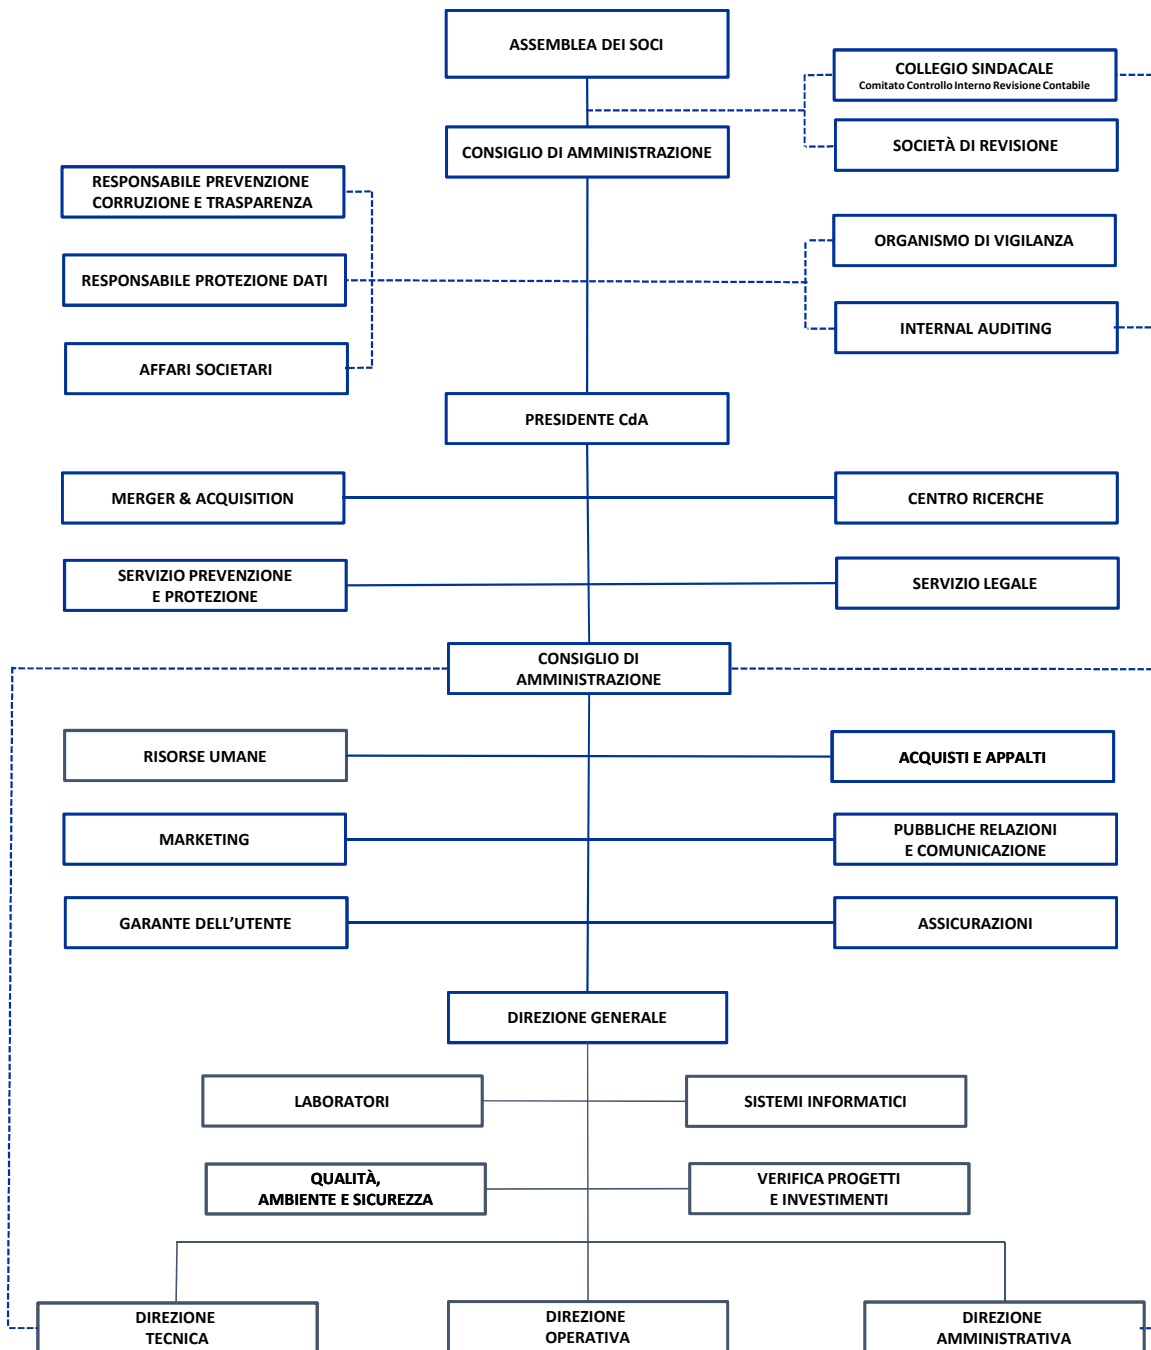 ASSEMBLEA DEI SOCI
COLLEGIO SINDACALE
Comitato Controllo Interno Revisione Contabile
CONSIGLIO DI AMMINISTRAZIONE
SOCIETÀ DI REVISIONE
RESPONSABILE PREVENZIONE
CORRUZIONE E TRASPARENZA
ORGANISMO DI VIGILANZA
RESPONSABILE PROTEZIONE DATI
INTERNAL AUDITING
AFFARI SOCIETARI
PRESIDENTE CdA
MERGER & ACQUISITION
CENTRO RICERCHE
SERVIZIO PREVENZIONE
E PROTEZIONE
SERVIZIO LEGALE
CONSIGLIO DI
AMMINISTRAZIONE
RISORSE UMANE
ACQUISTI E APPALTI
MARKETING
PUBBLICHE RELAZIONI
E COMUNICAZIONE
GARANTE DELL’UTENTE
ASSICURAZIONI
DIREZIONE GENERALE
LABORATORI
SISTEMI INFORMATICI
QUALITÀ,
AMBIENTE E SICUREZZA
VERIFICA PROGETTI
E INVESTIMENTI
DIREZIONE
TECNICA
DIREZIONE
OPERATIVA
DIREZIONE
AMMINISTRATIVA